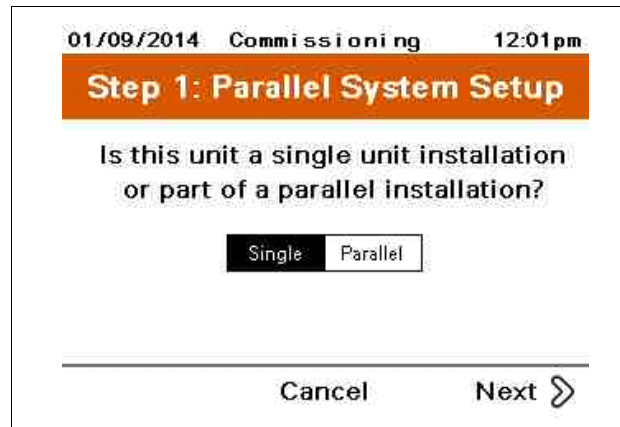 01/09/2014 Commissioning 12:01pm
Step 1: Parallel System Setup
Is this unit a single unit installation
or part of a parallel installation?
Single Parallel
Cancel Next